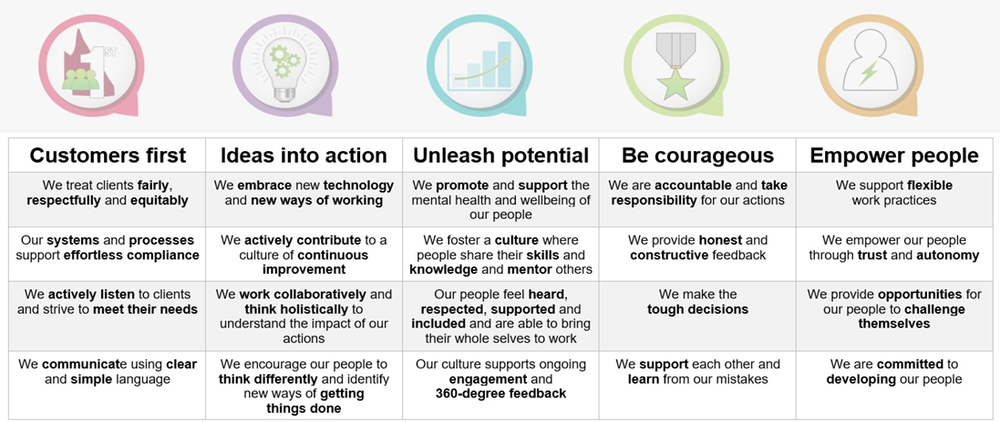 1ST
Customers first
Ideas into action
Unleash potential
Be courageous
Empower people
We treat clients fairly,
respectfully and equitably
We embrace new technology
and new ways of working
We promote and support the
mental health and wellbeing of
our people
We are accountable and take
responsibility for our actions
We support flexible
work practices
Our systems and processes
support effortless compliance
We actively contribute to a
culture of continuous
improvement
We foster a culture where
people share their skills and
knowledge and mentor others
We provide honest and
constructive feedback
We empower our people
through trust and autonomy
We actively listen to clients
and strive to meet their needs
We work collaboratively and
think holistically to
understand the impact of our
actions
Our people feel heard,
respected, supported and
included and are able to bring
their whole selves to work
We make the
tough decisions
We provide opportunities for
our people to challenge
themselves
We communicate using clear
and simple language
We encourage our people to
think differently and identify
new ways of getting
things done
Our culture supports ongoing
engagement and
360-degree feedback
We support each other and
learn from our mistakes
We are committed to
developing our people